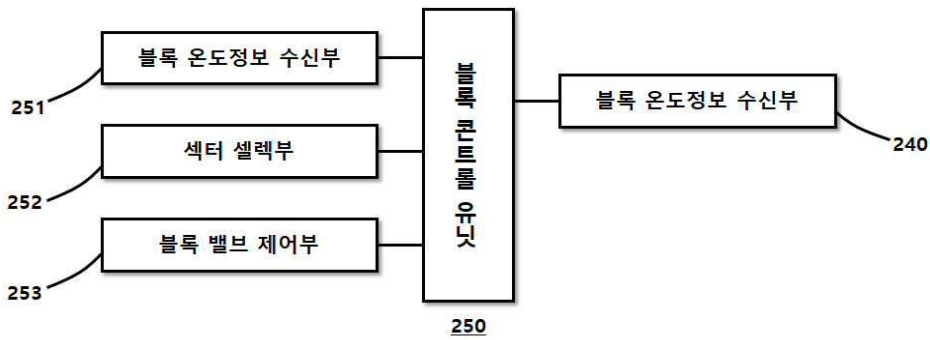 블록 온도정보 수신부
251
섹터 셀렉부
252
블록 밸브 제어부
253
블록 콘트롤 유닛
250
블록 온도정보 수신부
240